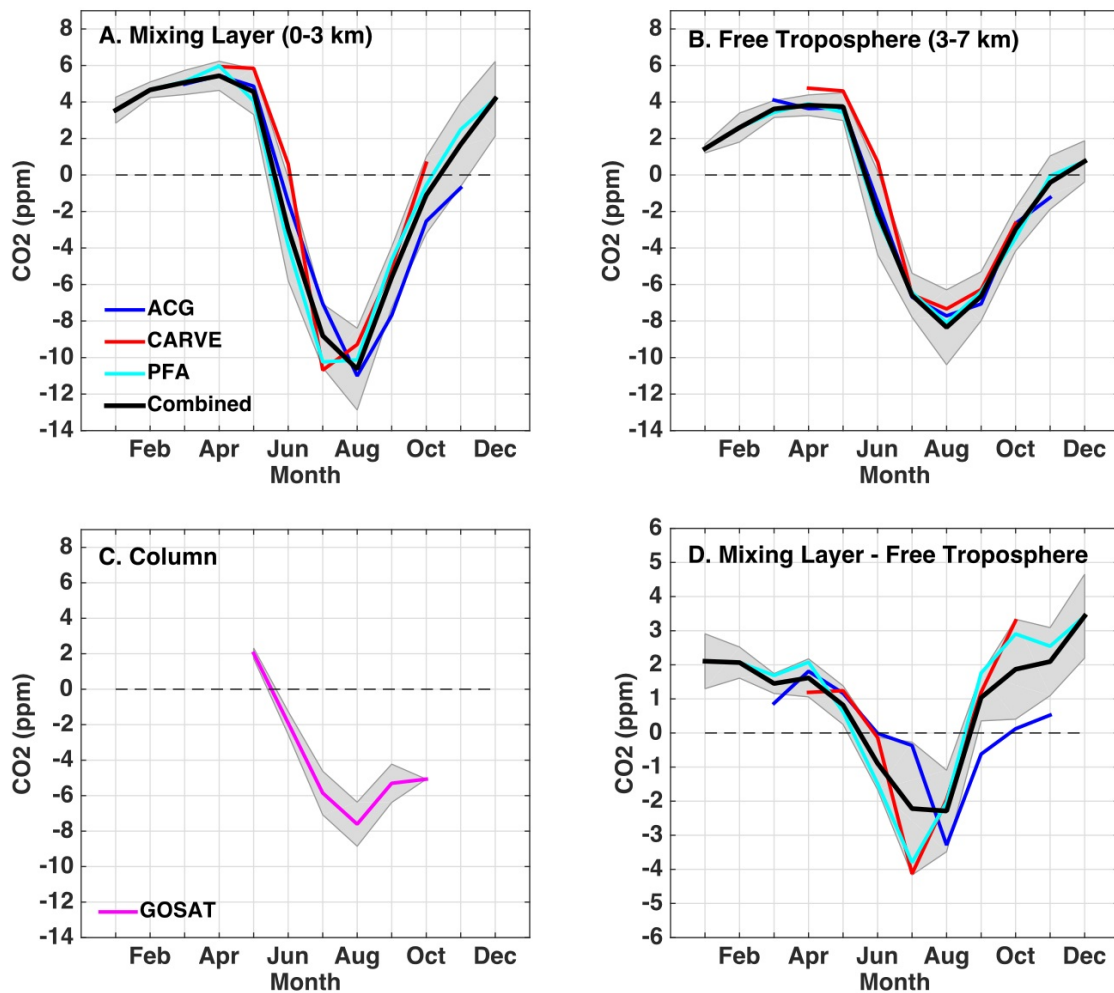 A. Mixing Layer (0-3 km)
8
6
4
2
0
-2
-4
-6
-8
-10
-12
-14
CO2 (ppm)
ACG
CARVE
PFA
Combined
Feb Apr Jun Aug Oct Dec
Month
B. Free Troposphere (3-7 km)
8
6
4
2
0
-2
-4
-6
-8
-10
-12
-14
CO2 (ppm)
Feb Apr Jun Aug Oct Dec
Month
C. Column
8
6
4
2
0
-2
-4
-6
-8
-10
-12
-14
CO2 (ppm)
GOSAT
Feb Apr Jun Aug Oct Dec
Month
D. Mixing Layer - Free Troposphere
6
5
4
3
2
1
0
-1
-2
-3
-4
-5
-6
CO2 (ppm)
Feb Apr Jun Aug Oct Dec
Month